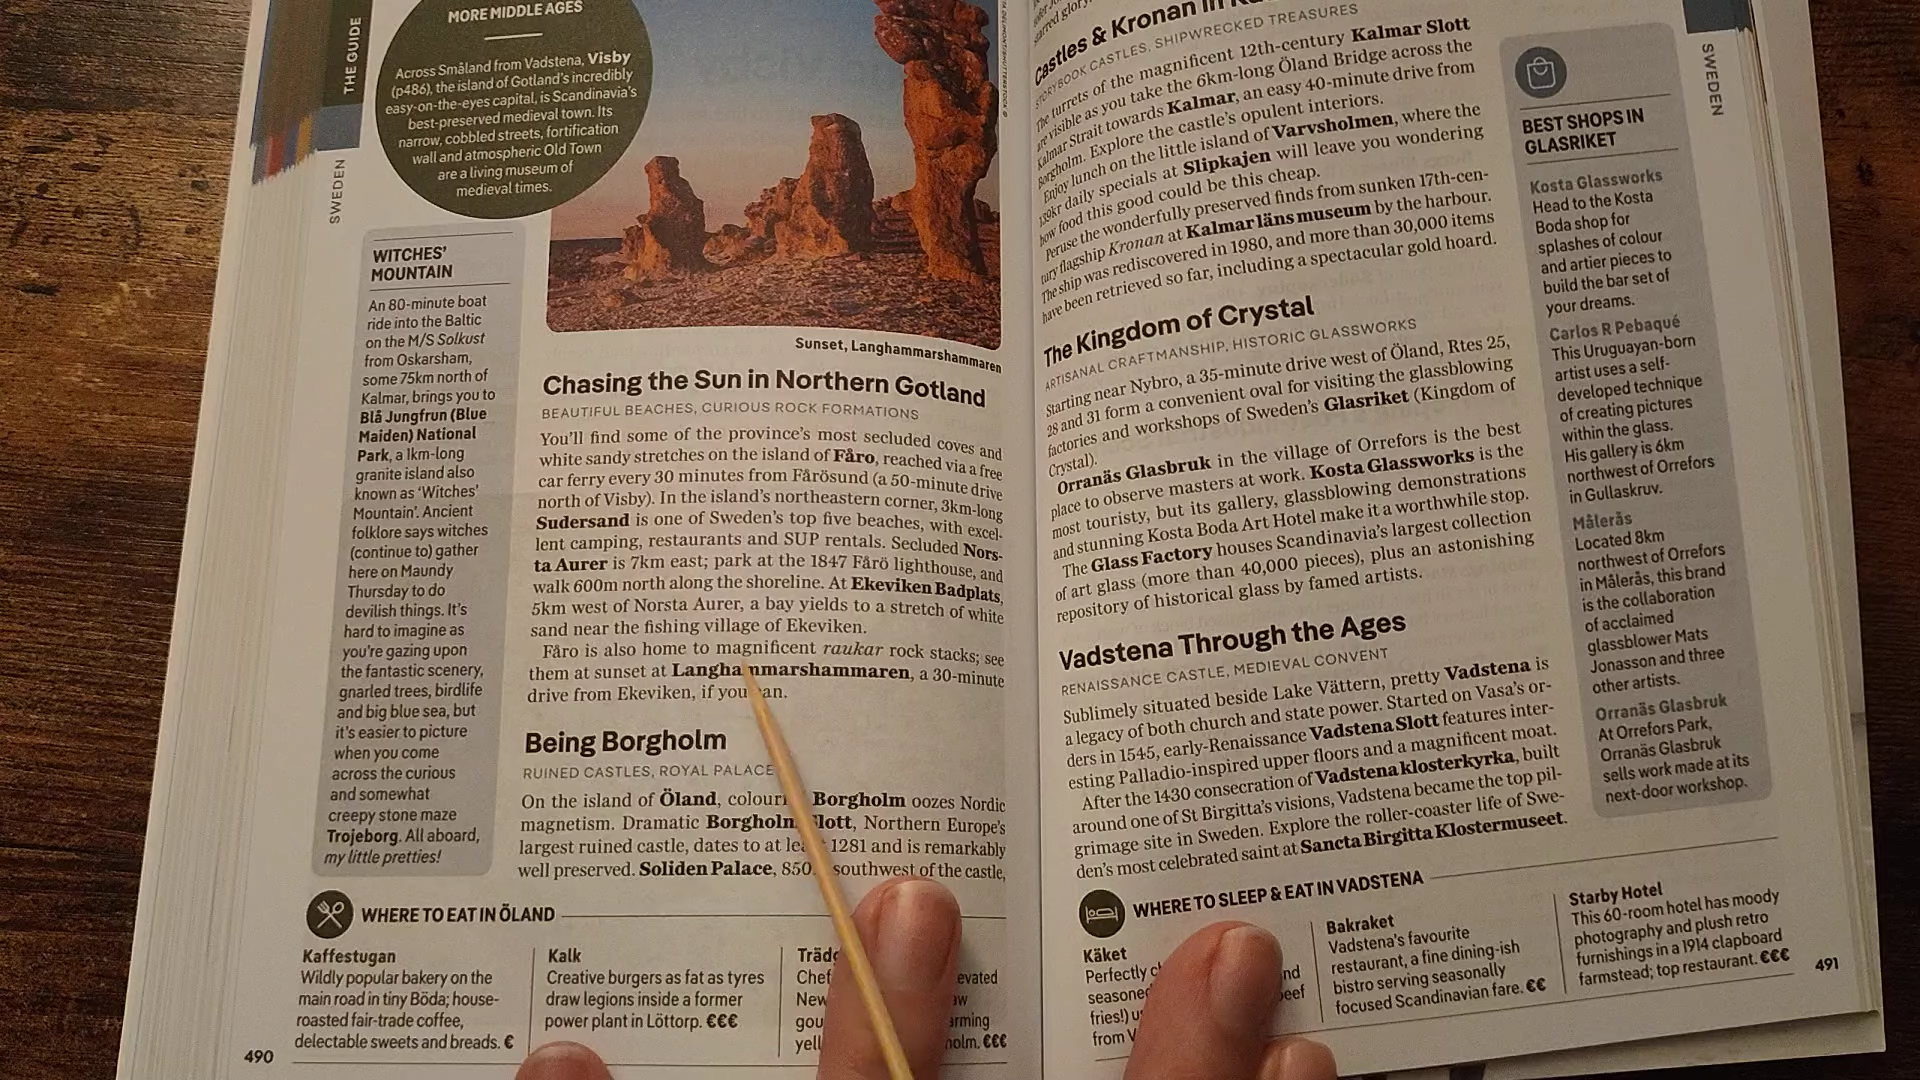 THE GUIDE
SWEDEN
MORE MIDDLE AGES
Across Småland from Vadstena, Visby
(p486), the island of Gotland's incredibly
easy-on-the-eyes capital, is Scandinavia's
best-preserved medieval town. Its
narrow, cobbled streets, fortification
wall and atmospheric Old Town
are a living museum of
medieval times.
WITCHES'
MOUNTAIN
An 80-minute boat
ride into the Baltic
on the M/S Solkust
from Oskarsham,
some 75km north of
Kalmar, brings you to
Blå Jungfrun (Blue
Maiden) National
Park, a 1km-long
granite island also
known as 'Witches'
Mountain'. Ancient
folklore says witches
(continue to) gather
here on Maundy
Thursday to do
devilish things. It's
hard to imagine as
you're gazing upon
the fantastic scenery,
gnarled trees, birdlife
and big blue sea, but
it's easier to picture
when you come
across the curious
and somewhat
creepy stone maze
Trojeborg. All aboard,
my little pretties!
Sunset, Langhammarshammaren
Chasing the Sun in Northern Gotland
BEAUTIFUL BEACHES, CURIOUS ROCK FORMATIONS
You'll find some of the province's most secluded coves and
white sandy stretches on the island of Fåro, reached via a free
car ferry every 30 minutes from Fårösund (a 50-minute drive
north of Visby). In the island's northeastern corner, 3km-long
Sudersand is one of Sweden's top five beaches, with excel-
lent camping, restaurants and SUP rentals. Secluded Nors-
ta Aurer is 7km east; park at the 1847 Fårö lighthouse, and
walk 600m north along the shoreline. At Ekeviken Badplats,
5km west of Norsta Aurer, a bay yields to a stretch of white
sand near the fishing village of Ekeviken.
Fåro is also home to magnificent raukar rock stacks; see
them at sunset at Langhammarshammaren, a 30-minute
drive from Ekeviken, if you can.
Being Borgholm
RUINED CASTLES, ROYAL PALACE
On the island of Öland, Borgholm oozes Nordic
magnetism. Dramatic Borgholm Slott, Northern Europe's
largest ruined castle, dates to at least 1281 and is remarkably
well preserved. Soliden Palace, southwest of the castle,
WHERE TO EAT IN ÖLAND
Kaffestugan
Wildly popular bakery on the
main road in tiny Böda; house-
roasted fair-trade coffee,
delectable sweets and breads. €
Kalk
Creative burgers as fat as tyres
draw legions inside a former
power plant in Löttorp. €€€
€€€
490
Castles & Kronan in
STORYBOOK CASTLES, SHIPWRECKED TREASURES
The turrets of the magnificent 12th-century Kalmar Slott
are visible as you take the 6km-long Öland Bridge across the
Kalmar Strait towards Kalmar, an easy 40-minute drive from
Borgholm. Explore the castle's opulent interiors.
Enjoy lunch on the little island of Varvsholmen, where the
daily specials at Slipkajen will leave you wondering
how food this good could be this cheap.
Peruse the wonderfully preserved finds from sunken 17th-cen-
tury flagship Kronan at Kalmar läns museum by the harbour.
The ship was rediscovered in 1980, and more than 30,000 items
have been retrieved so far, including a spectacular gold hoard.
The Kingdom of Crystal
ARTISANAL CRAFTMANSHIP, HISTORIC GLASSWORKS
Starting near Nybro, a 35-minute drive west of Öland, Rtes 25,
28 and 31 form a convenient oval for visiting the glassblowing
factories and workshops of Sweden's Glasriket (Kingdom of
Crystal).
Orranäs Glasbruk in the village of Orrefors is the best
place to observe masters at work. Kosta Glassworks is the
most touristy, but its gallery, glassblowing demonstrations
and stunning Kosta Boda Art Hotel make it a worthwhile stop.
The Glass Factory houses Scandinavia's largest collection
of art glass (more than 40,000 pieces), plus an astonishing
repository of historical glass by famed artists.
Vadstena Through the Ages
RENAISSANCE CASTLE, MEDIEVAL CONVENT
Sublimely situated beside Lake Vättern, pretty Vadstena is
a legacy of both church and state power. Started on Vasa's or-
ders in 1545, early-Renaissance Vadstena Slott features inter-
esting Palladio-inspired upper floors and a magnificent moat.
After the 1430 consecration of Vadstena klosterkyrka, built
around one of St Birgitta's visions, Vadstena became the top pil-
grimage site in Sweden. Explore the roller-coaster life of Swe-
den's most celebrated saint at Sancta Birgitta Klostermuseet.
SWEDEN
BEST SHOPS IN
GLASRIKET
Kosta Glassworks
Head to the Kosta
Boda shop for
splashes of colour
and artier pieces to
build the bar set of
your dreams.
Carlos R Pebaqué
This Uruguayan-born
artist uses a self-
developed technique
of creating pictures
within the glass.
His gallery is 6km
northwest of Orrefors
in Gullaskruv.
Målerås
Located 8km
northwest of Orrefors
in Målerås, this brand
is the collaboration
of acclaimed
glassblower Mats
Jonasson and three
other artists.
Orranäs Glasbruk
At Orrefors Park,
Orranäs Glasbruk
sells work made at its
next-door workshop.
WHERE TO SLEEP & EAT IN VADSTENA
Käket
Perfectly
fries!)
from
Bakraket
Vadstena's favourite
restaurant, a fine dining-ish
bistro serving seasonally
focused Scandinavian fare. €€
Starby Hotel
This 60-room hotel has moody
photography and plush retro
furnishings in a 1914 clapboard
farmstead; top restaurant. €€€
491